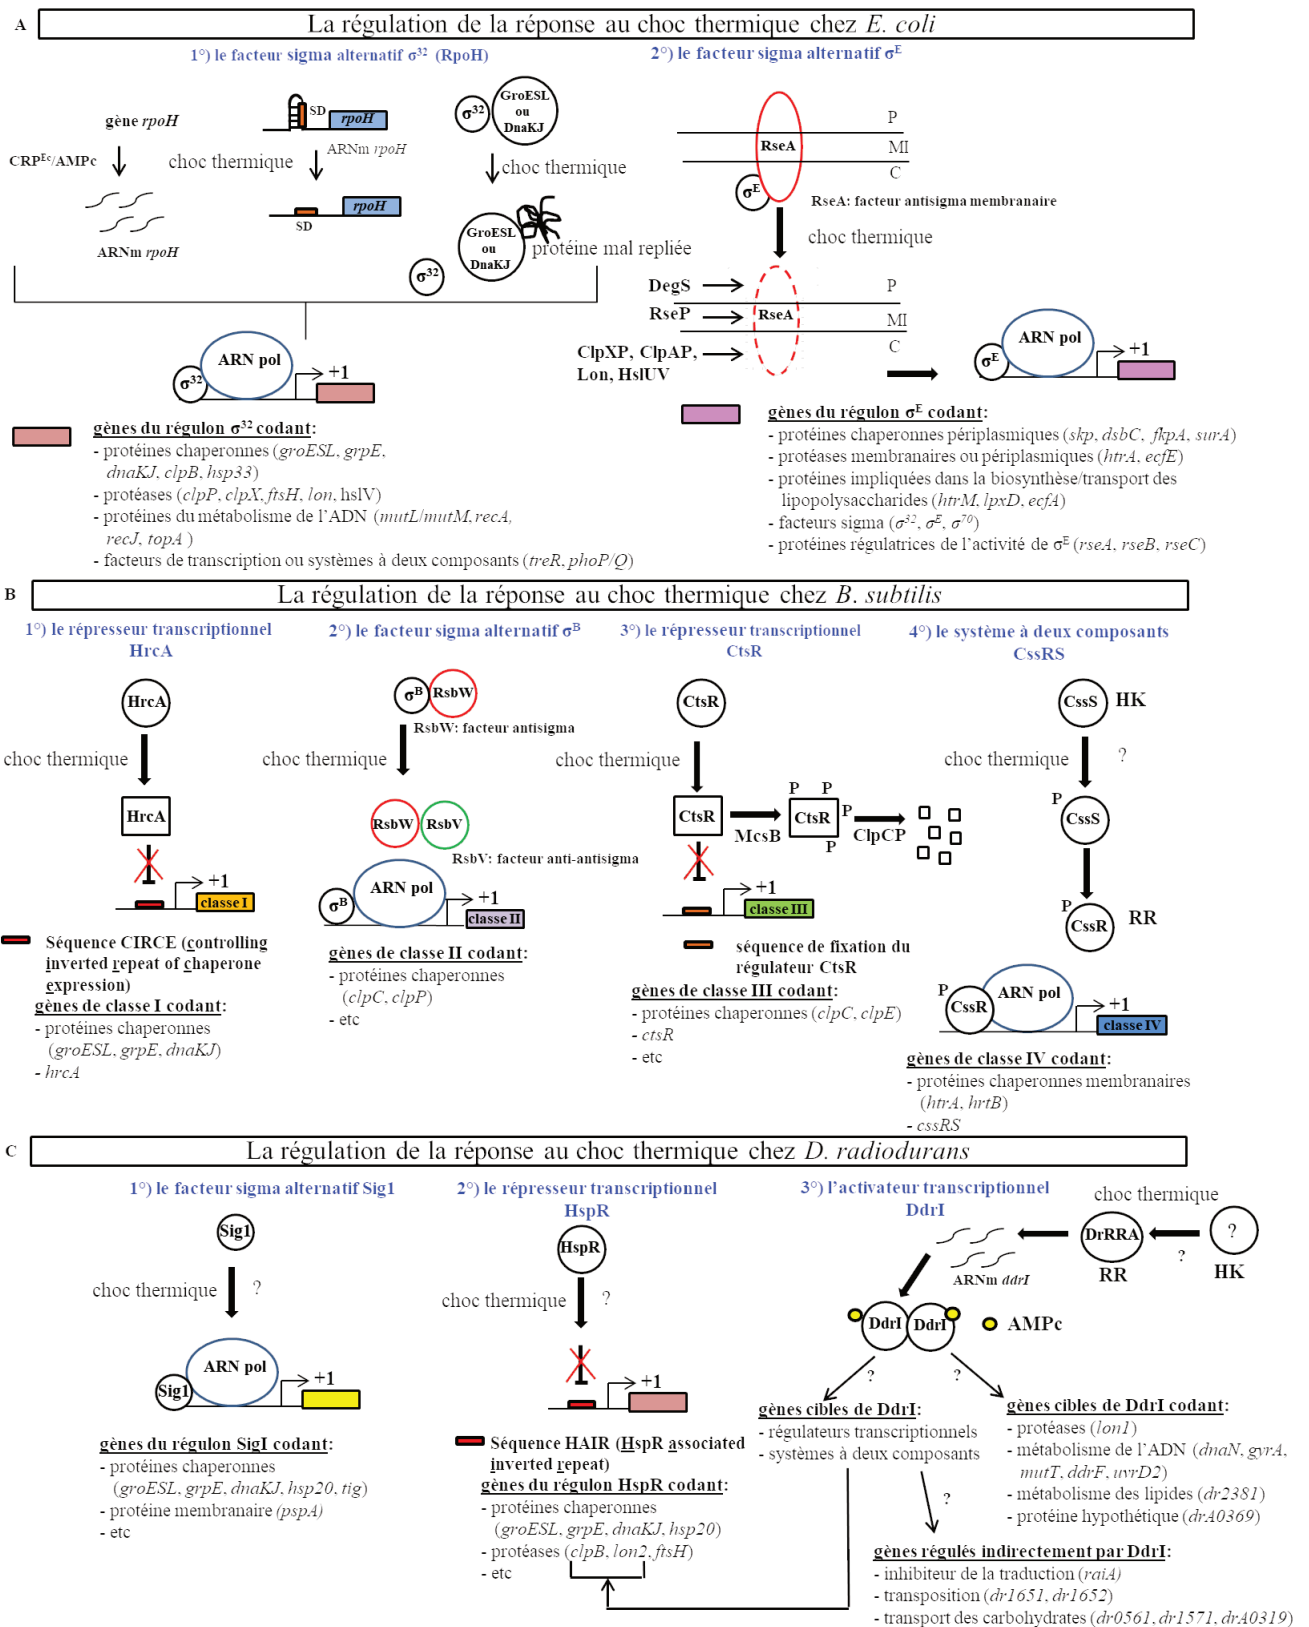 A
La régulation de la réponse au choc thermique chez E. coli
1°) le facteur sigma alternatif σ³² (RpoH)
gène rpoH
CRPᴱᶜ/AMPc
ARNm rpoH
SD
rpoH
ARNm rpoH
choc thermique
rpoH
SD
σ³²
GroESL
ou
DnaKJ
choc thermique
GroESL
ou
DnaKJ
protéine mal repliée
σ³²
ARN pol
σ³²
+1
gènes du régulon σ³² codant:
- protéines chaperonnes (groESL, grpE,
dnaKJ, clpB, hsp33)
- protéases (clpP, clpX, ftsH, lon, hslV)
- protéines du métabolisme de l'ADN (mutL/mutM, recA,
recJ, topA )
- facteurs de transcription ou systèmes à deux composants (treR, phoP/Q)
2°) le facteur sigma alternatif σᴱ
P
RseA
MI
C
σᴱ
RseA: facteur antisigma membranaire
choc thermique
DegS
P
RseP
RseA
MI
ClpXP, ClpAP,
C
Lon, HslUV
ARN pol
σᴱ
+1
gènes du régulon σᴱ codant:
- protéines chaperonnes périplasmiques (skp, dsbC, fkpA, surA)
- protéases membranaires ou périplasmiques (htrA, ecfE)
- protéines impliquées dans la biosynthèse/transport des
lipopolysaccharides (htrM, lpxD, ecfA)
- facteurs sigma (σ³², σᴱ, σ⁷⁰)
- protéines régulatrices de l'activité de σᴱ (rseA, rseB, rseC)
B
La régulation de la réponse au choc thermique chez B. subtilis
1°) le répresseur transcriptionnel
HrcA
HrcA
choc thermique
HrcA
+1
classe I
Séquence CIRCE (controlling
inverted repeat of chaperone
expression)
gènes de classe I codant:
- protéines chaperonnes
(groESL, grpE, dnaKJ)
- hrcA
2°) le facteur sigma alternatif σᴮ
σᴮ
RsbW
RsbW: facteur antisigma
choc thermique
RsbW
RsbV
RsbV: facteur anti-antisigma
ARN pol
σᴮ
+1
classe II
gènes de classe II codant:
- protéines chaperonnes
(clpC, clpP)
- etc
3°) le répresseur transcriptionnel
CtsR
CtsR
choc thermique
CtsR
McsB
P P
CtsR
P
P
ClpCP
+1
classe III
séquence de fixation du
régulateur CtsR
gènes de classe III codant:
- protéines chaperonnes (clpC, clpE)
- ctsR
- etc
4°) le système à deux composants
CssRS
CssS
HK
choc thermique
?
P
CssS
P
CssR
RR
P
CssR
ARN pol
+1
classe IV
gènes de classe IV codant:
- protéines chaperonnes membranaires
(htrA, hrtB)
- cssRS
C
La régulation de la réponse au choc thermique chez D. radiodurans
1°) le facteur sigma alternatif Sig1
Sig1
choc thermique
?
ARN pol
Sig1
+1
gènes du régulon SigI codant:
- protéines chaperonnes
(groESL, grpE, dnaKJ, hsp20, tig)
- protéine membranaire (pspA)
- etc
2°) le répresseur transcriptionnel
HspR
HspR
choc thermique
?
+1
Séquence HAIR (HspR associated
inverted repeat)
gènes du régulon HspR codant:
- protéines chaperonnes
(groESL, grpE, dnaKJ, hsp20)
- protéases (clpB, lon2, ftsH)
- etc
3°) l'activateur transcriptionnel
DdrI
choc thermique
?
HK
?
DrRRA
RR
ARNm ddrI
DdrI
DdrI
AMPc
?
?
gènes cibles de DdrI:
- régulateurs transcriptionnels
- systèmes à deux composants
?
gènes cibles de DdrI codant:
- protéases (lon1)
- métabolisme de l'ADN (dnaN, gyrA,
mutT, ddrF, uvrD2)
- métabolisme des lipides (dr2381)
- protéine hypothétique (drA0369)
gènes régulés indirectement par DdrI:
- inhibiteur de la traduction (raiA)
- transposition (dr1651, dr1652)
- transport des carbohydrates (dr0561, dr1571, drA0319)